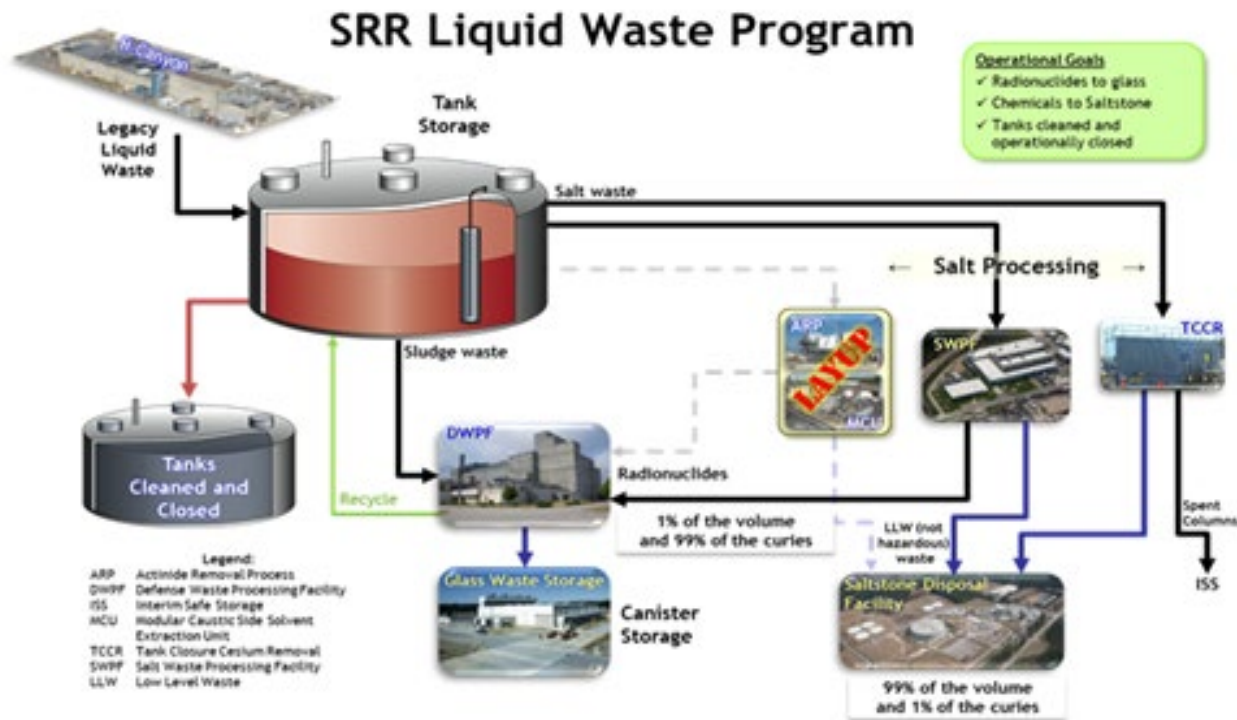 SRR Liquid Waste Program
H-Canyon
Legacy
Liquid
Waste
Tank
Storage
Operational Goals
✓ Radionuclides to glass
✓ Chemicals to Saltstone
✓ Tanks cleaned and
operationally closed
Salt waste
← Salt Processing →
ARP
LAYUP
MCU
SWPF
TCCR
Sludge waste
Tanks
Cleaned and
Closed
DWPF
Recycle
Radionuclides
1% of the volume
and 99% of the curies
LLW (not
hazardous)
waste
Spent
Columns
ISS
Glass Waste Storage
Canister
Storage
Saltstone Disposal
Facility
99% of the volume
and 1% of the curies
Legend:
ARP Actinide Removal Process
DWPF Defense Waste Processing Facility
ISS Interim Safe Storage
MCU Modular Caustic Side Solvent
Extraction Unit
TCCR Tank Closure Cesium Removal
SWPF Salt Waste Processing Facility
LLW Low Level Waste